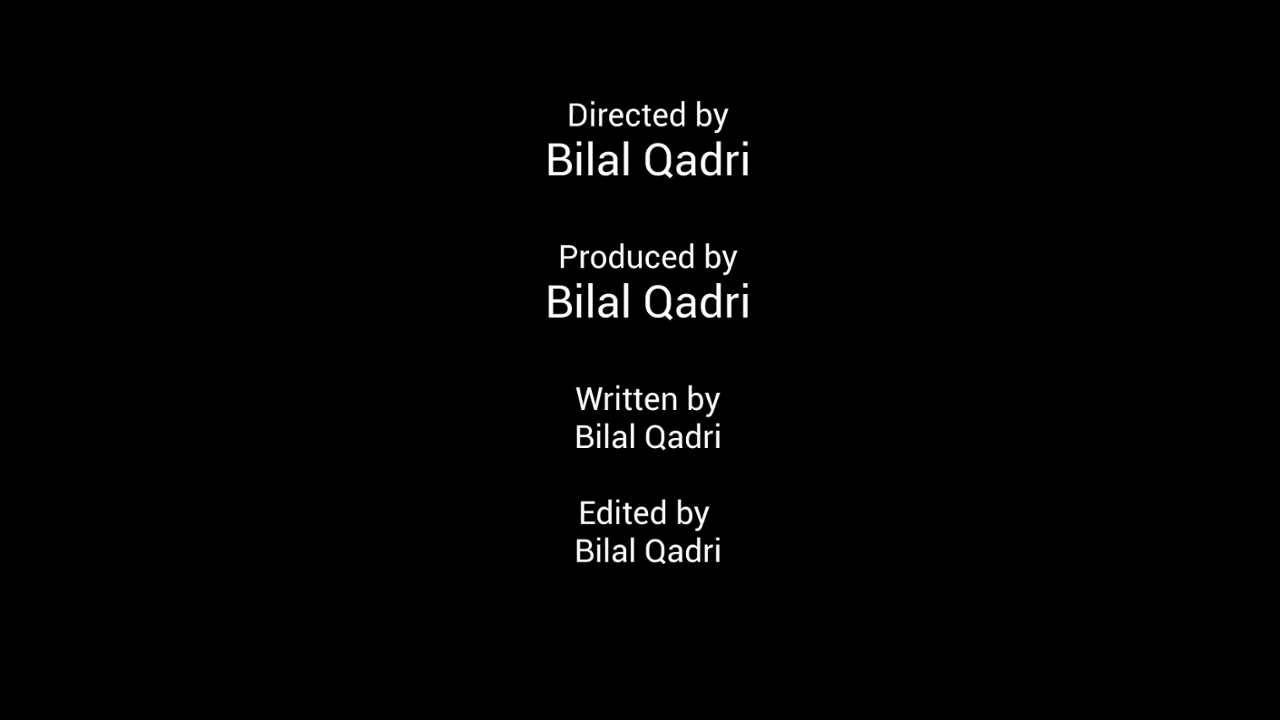 Directed by
Bilal Qadri
Produced by
Bilal Qadri
Written by
Bilal Qadri
Edited by
Bilal Qadri